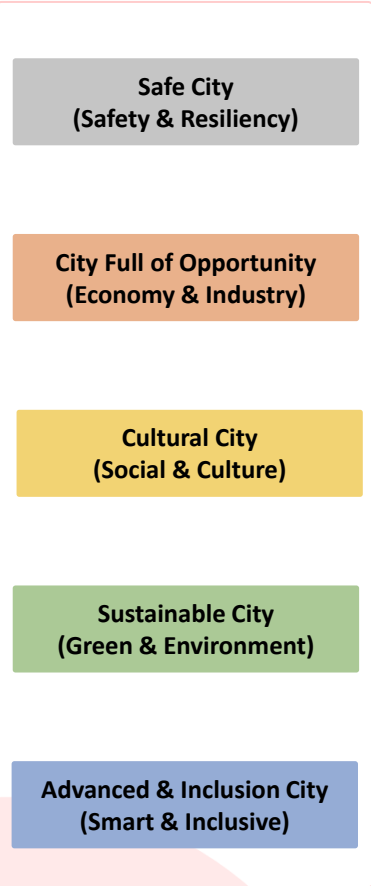 Safe City
(Safety & Resiliency)
City Full of Opportunity
(Economy & Industry)
Cultural City
(Social & Culture)
Sustainable City
(Green & Environment)
Advanced & Inclusion City
(Smart & Inclusive)